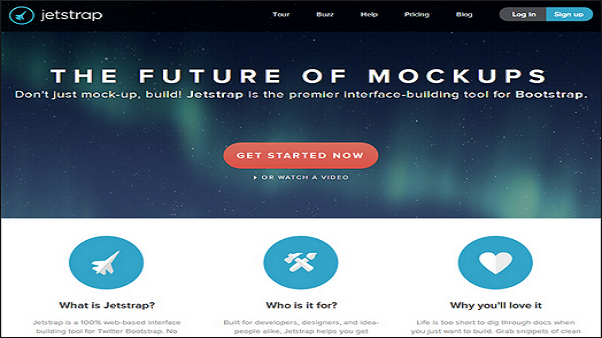 jetstrap
Tour Buzz Help Pricing Blog Log In Sign up
THE FUTURE OF MOCKUPS
Don't just mock-up, build! Jetstrap is the premier interface-building tool for Bootstrap.
GET STARTED NOW
OR WATCH A VIDEO
What is Jetstrap? Who is it for? Why you'll love it
Jetstrap is a 100% web-based interface
building tool for Twitter Bootstrap. No
Built for developers, designers, and idea-
people alike, Jetstrap helps you get
Life is too short to dig through docs when
you just want to build. Grab snippets of clean